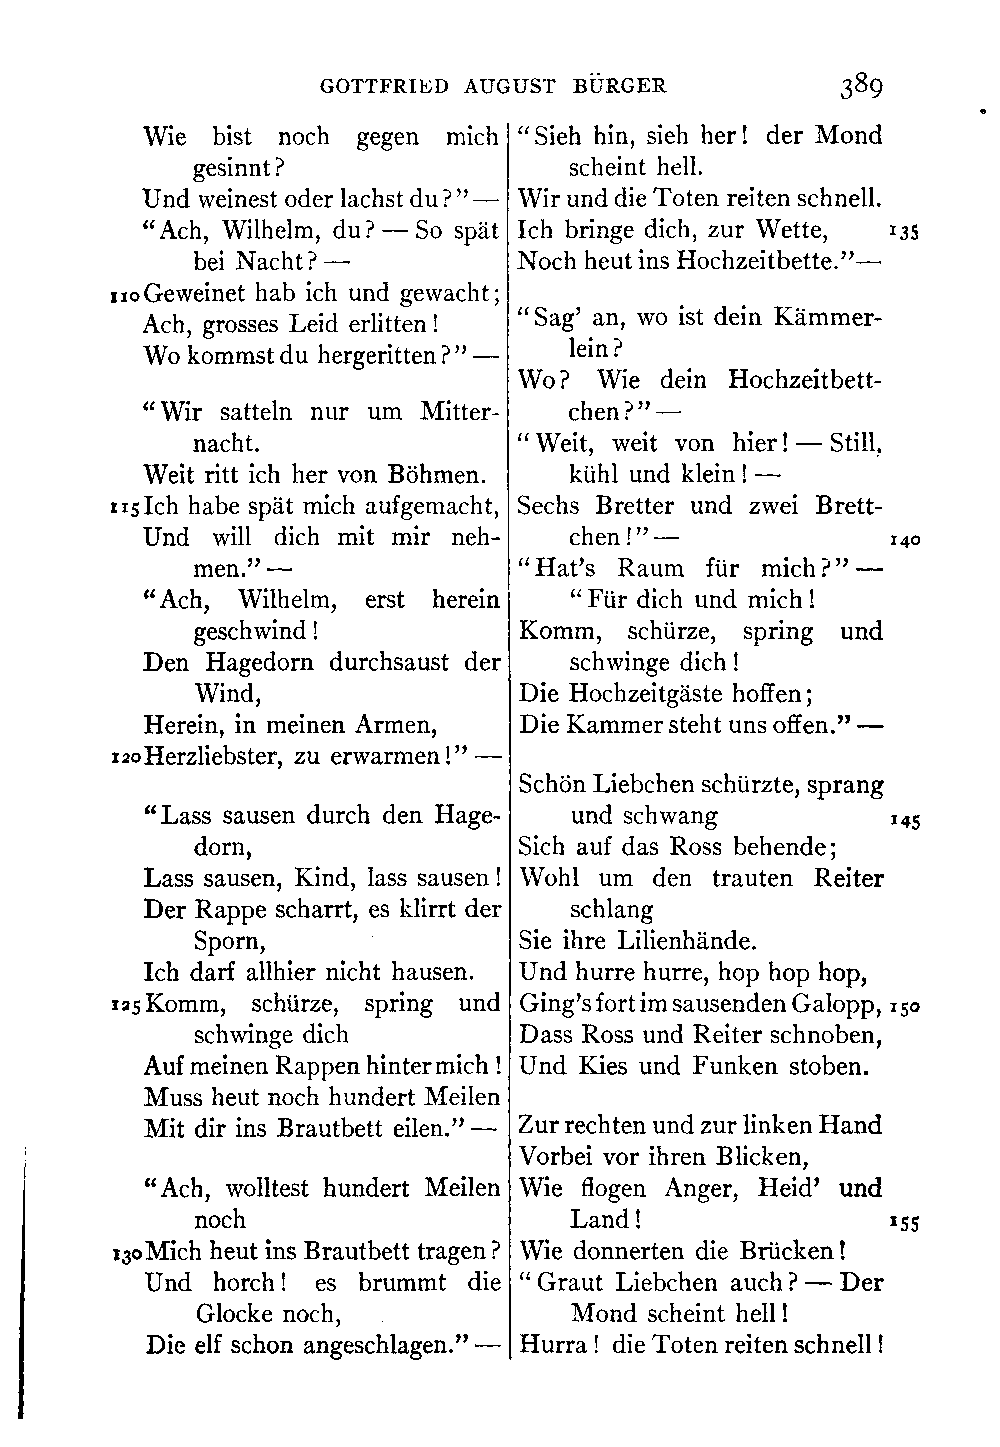 GOTTFRIED AUGUST BÜRGER 389
Wie bist noch gegen mich
gesinnt?
Und weinest oder lachst du?” —
“Ach, Wilhelm, du? — So spät
bei Nacht? —
110 Geweinet hab ich und gewacht;
Ach, grosses Leid erlitten!
Wo kommst du hergeritten?” —
“Wir satteln nur um Mitter-
nacht.
Weit ritt ich her von Böhmen.
115 Ich habe spät mich aufgemacht,
Und will dich mit mir neh-
men.” —
“Ach, Wilhelm, erst herein
geschwind!
Den Hagedorn durchsaust der
Wind,
Herein, in meinen Armen,
120 Herzliebster, zu erwarmen!” —
“Lass sausen durch den Hage-
dorn,
Lass sausen, Kind, lass sausen!
Der Rappe scharrt, es klirrt der
Sporn,
Ich darf allhier nicht hausen.
125 Komm, schürze, spring und
schwinge dich
Auf meinen Rappen hinter mich!
Muss heut noch hundert Meilen
Mit dir ins Brautbett eilen.” —
“Ach, wolltest hundert Meilen
noch
130 Mich heut ins Brautbett tragen?
Und horch! es brummt die
Glocke noch,
Die elf schon angeschlagen.” —
“Sieh hin, sieh her! der Mond
scheint hell.
Wir und die Toten reiten schnell.
Ich bringe dich, zur Wette, 135
Noch heut ins Hochzeitbette.” —
“Sag’ an, wo ist dein Kämmer-
lein?
Wo? Wie dein Hochzeitbett-
chen?” —
“Weit, weit von hier! — Still,
kühl und klein! —
Sechs Bretter und zwei Brett-
chen!” — 140
“Hat’s Raum für mich?” —
“Für dich und mich!
Komm, schürze, spring und
schwinge dich!
Die Hochzeitgäste hoffen;
Die Kammer steht uns offen.” —
Schön Liebchen schürzte, sprang
und schwang 145
Sich auf das Ross behende;
Wohl um den trauten Reiter
schlang
Sie ihre Lilienhände.
Und hurre hurre, hop hop hop,
Ging’s fort im sausenden Galopp, 150
Dass Ross und Reiter schnoben,
Und Kies und Funken stoben.
Zur rechten und zur linken Hand
Vorbei vor ihren Blicken,
Wie flogen Anger, Heid’ und
Land! 155
Wie donnerten die Brücken!
“Graut Liebchen auch? — Der
Mond scheint hell!
Hurra! die Toten reiten schnell!